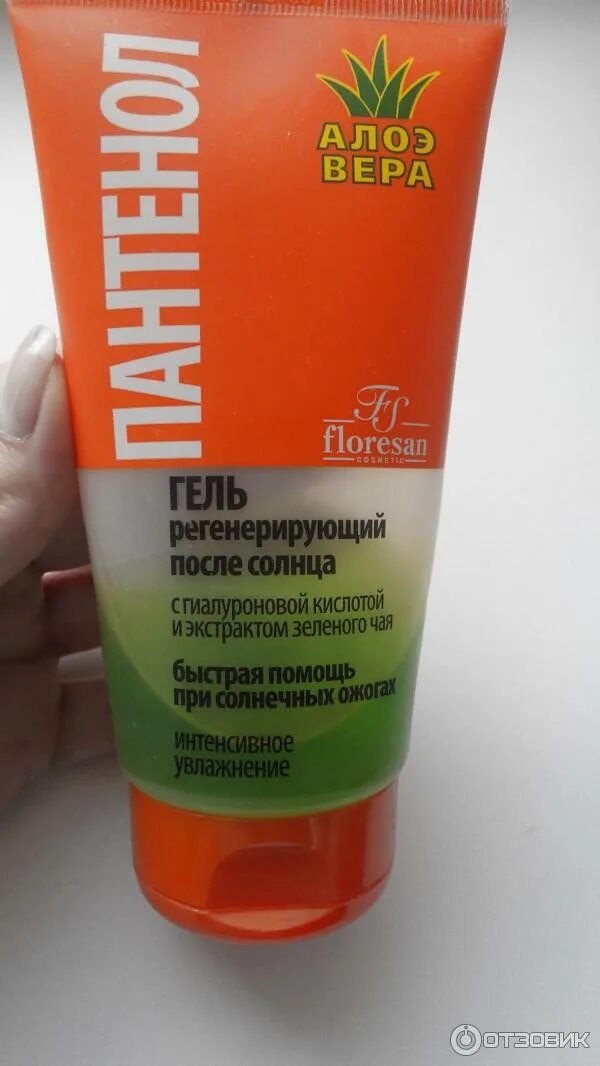 ПАНТЕНОЛ
АЛОЭ
ВЕРА
FS
floresan
COSMETIC
ГЕЛЬ
регенерирующий
после солнца
с гиалуроновой кислотой
и экстрактом зеленого чая
быстрая помощь
при солнечных ожогах
интенсивное
увлажнение
ОТЗОВИК